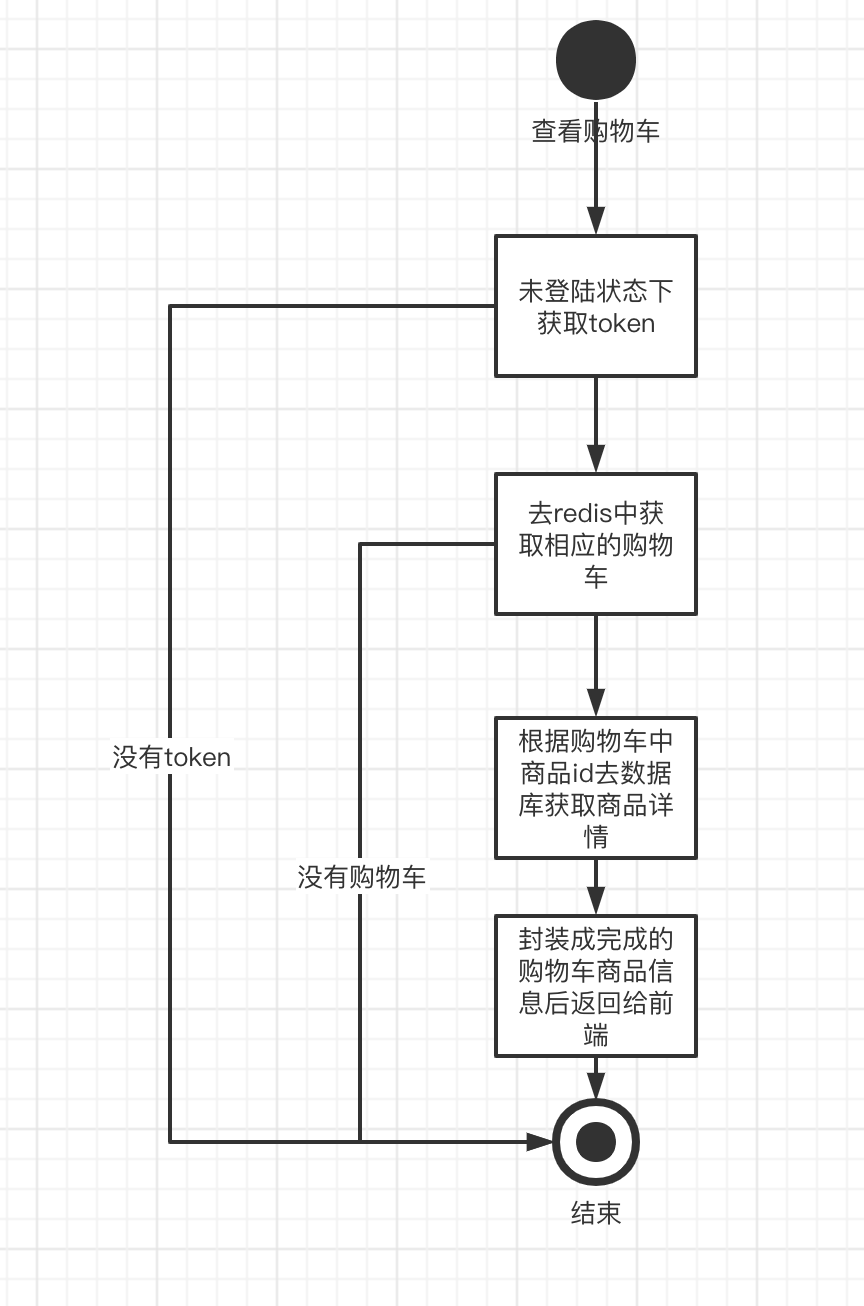 查看购物车
未登陆状态下
获取token
去redis中获
取相应的购物
车
根据购物车中
商品id去数据
库获取商品详
情
没有token
没有购物车
封装成完成的
购物车商品信
息后返回给前
端
结束